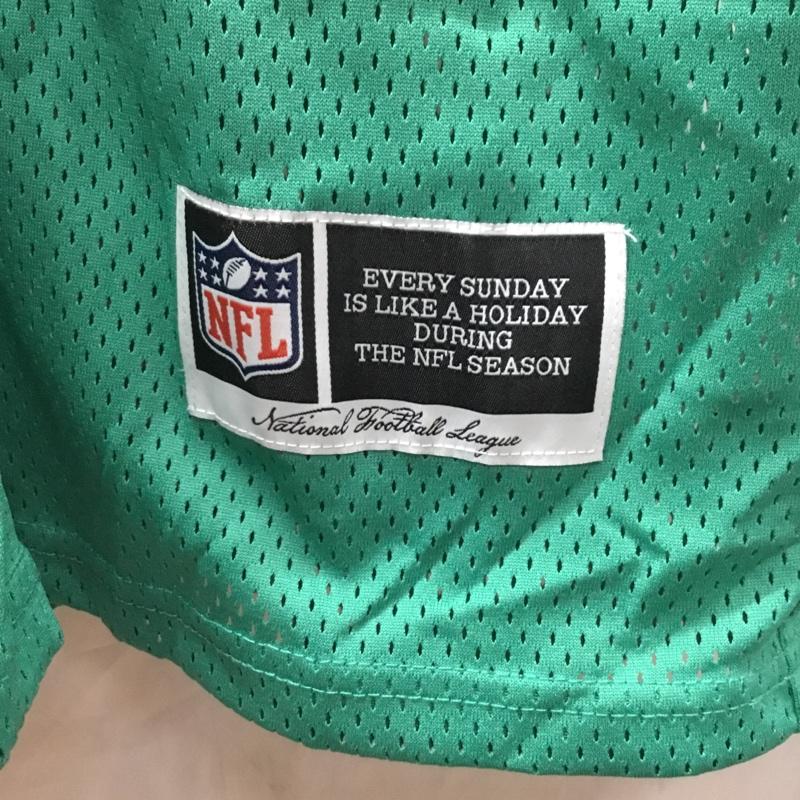 NFL
EVERY SUNDAY
IS LIKE A HOLIDAY
DURING
THE NFL SEASON
National Football League